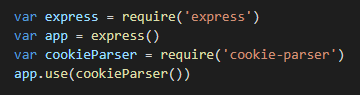 var express = require('express')
var app = express()
var cookieParser = require('cookie-parser')
app.use(cookieParser())